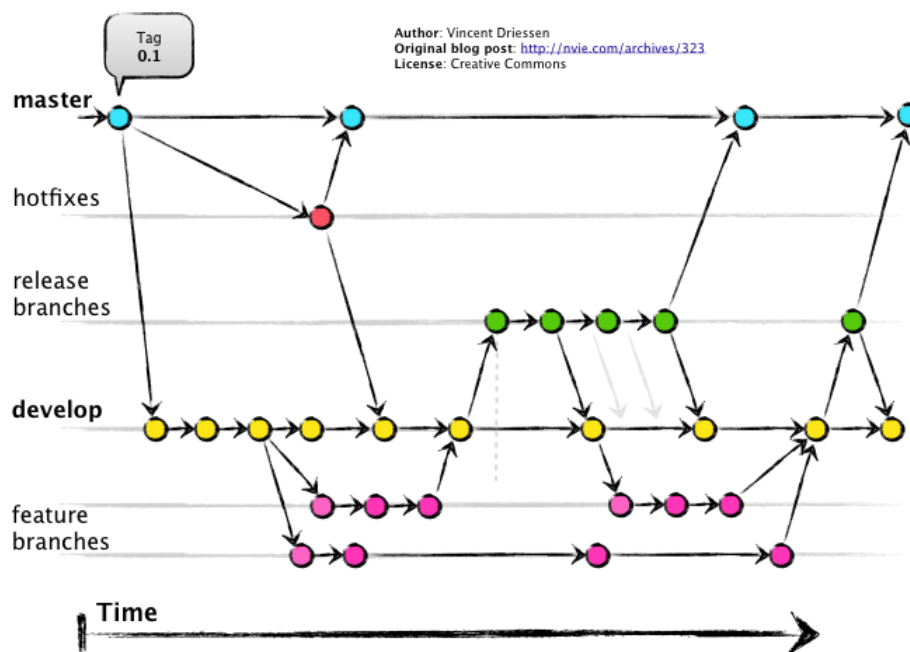 Tag
0.1
Author: Vincent Driessen
Original blog post: http://nvie.com/archives/323
License: Creative Commons
master
hotfixes
release
branches
develop
feature
branches
Time